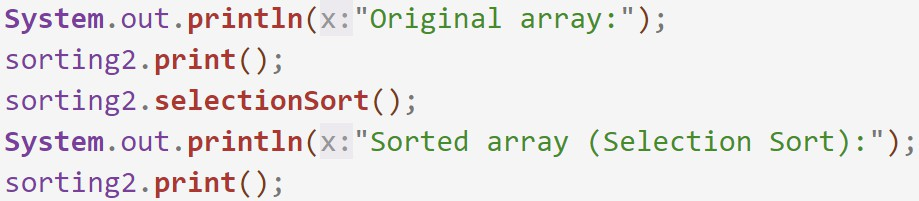 System.out.println(x:"Original array:");
sorting2.print();
sorting2.selectionSort();
System.out.println(x:"Sorted array (Selection Sort):");
sorting2.print();